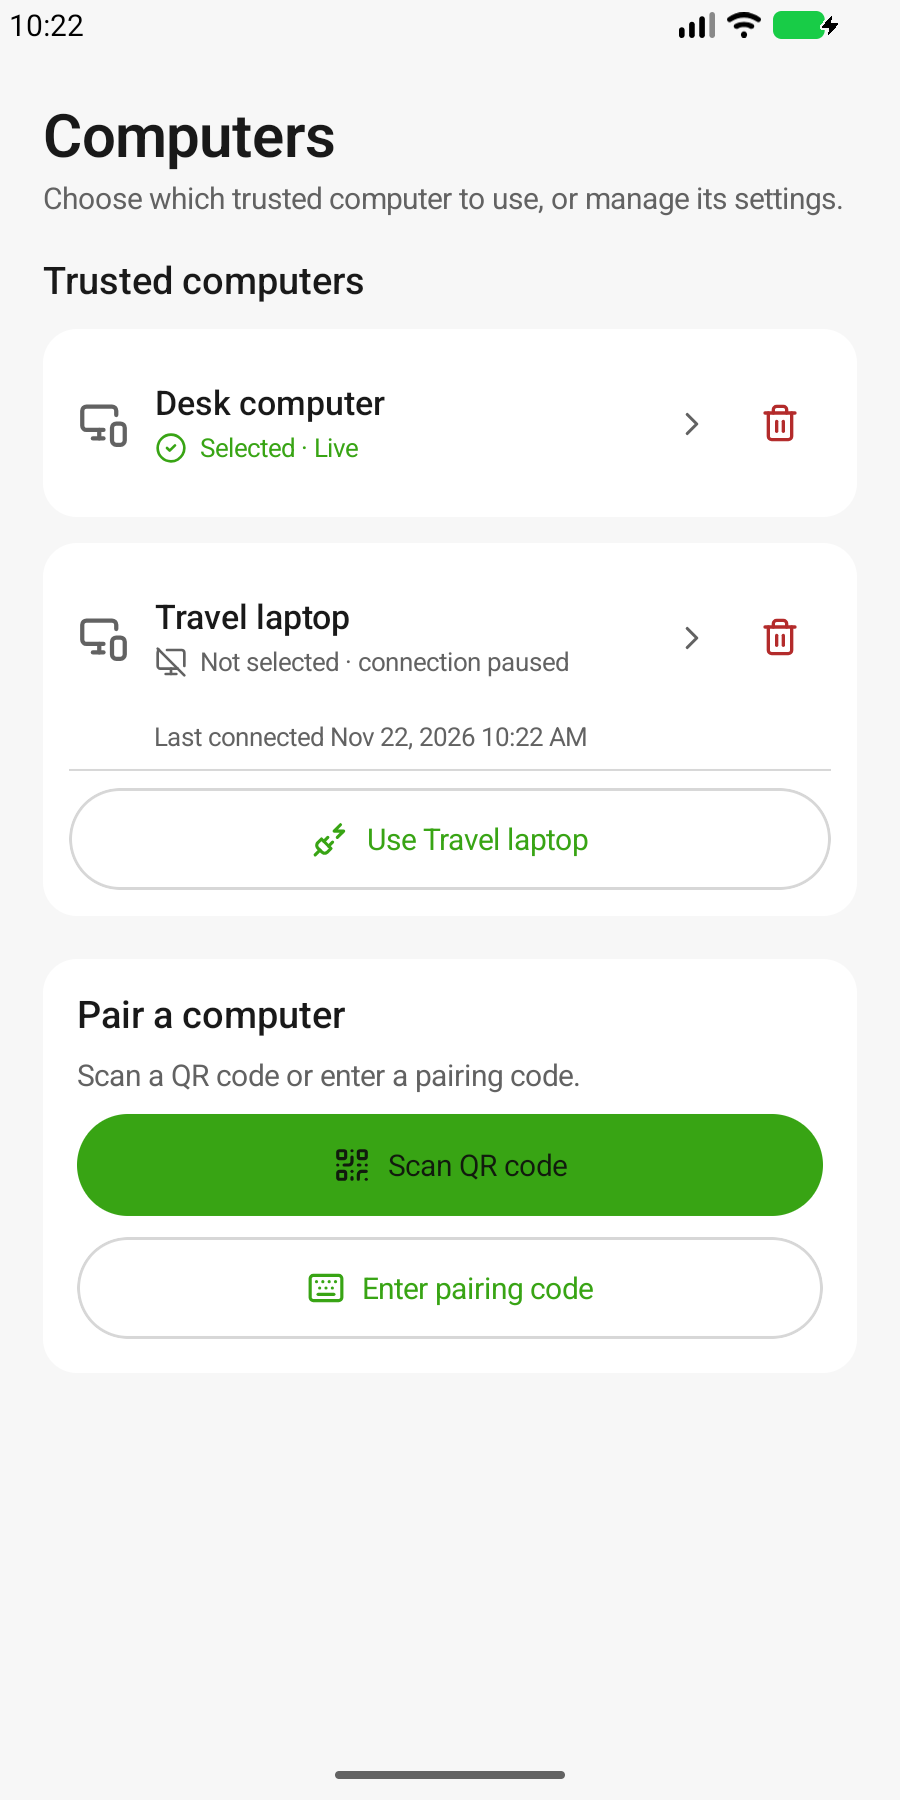 10:22
Computers
Choose which trusted computer to use, or manage its settings.
Trusted computers
Desk computer
Selected · Live
Travel laptop
Not selected · connection paused
Last connected Nov 22, 2026 10:22 AM
Use Travel laptop
Pair a computer
Scan a QR code or enter a pairing code.
Scan QR code
Enter pairing code